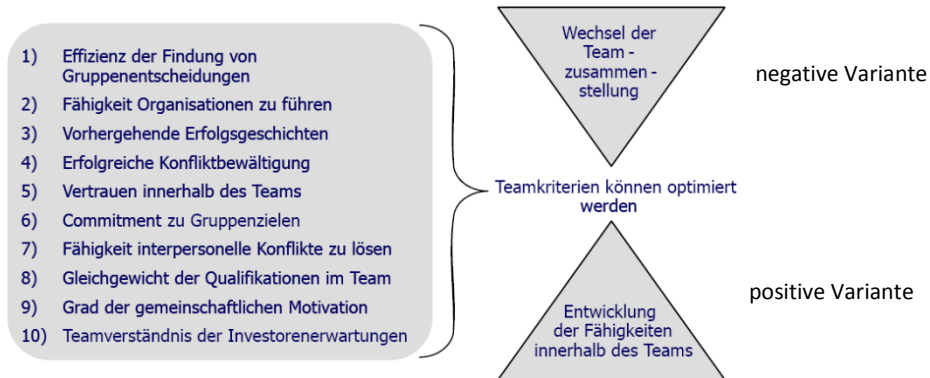 1) Effizienz der Findung von
Gruppenentscheidungen
2) Fähigkeit Organisationen zu führen
3) Vorhergehende Erfolgsgeschichten
4) Erfolgreiche Konfliktbewältigung
5) Vertrauen innerhalb des Teams
6) Commitment zu Gruppenzielen
7) Fähigkeit interpersonelle Konflikte zu lösen
8) Gleichgewicht der Qualifikationen im Team
9) Grad der gemeinschaftlichen Motivation
10) Teamverständnis der Investorenerwartungen
Wechsel der
Team -
zusammen -
stellung
negative Variante
Teamkriterien können optimiert
werden
positive Variante
Entwicklung
der Fähigkeiten
innerhalb des Teams